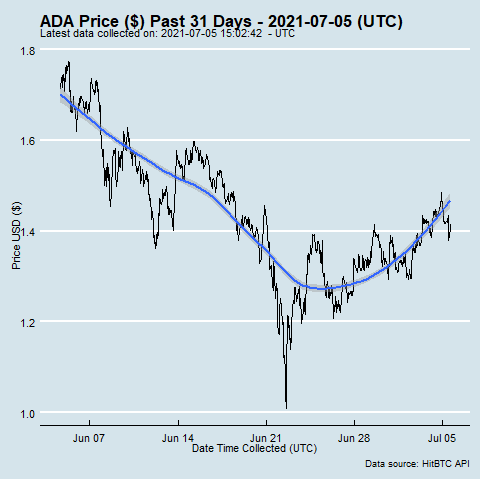 ADA Price ($) Past 31 Days - 2021-07-05 (UTC)
Latest data collected on: 2021-07-05 15:02:42  - UTC
1.8
1.6
1.4
1.2
1.0
Price USD ($)
Jun 07
Jun 14
Jun 21
Jun 28
Jul 05
Date Time Collected (UTC)
Data source: HitBTC API